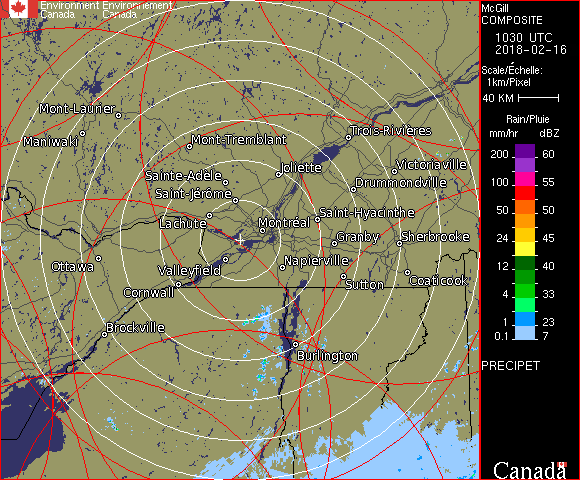 Environment Environnement
Canada Canada
McGill
COMPOSITE
1030 UTC
2018-02-16
Scale/Échelle:
1km/Pixel
40 KM
Rain/Pluie
mm/hr dBZ
200 60
150 57
100 55
50 50
24 45
12 40
4 33
1 23
0.1 7
PRECIPET
Canada
Mont-Laurier
Maniwaki
Mont-Tremblant
Trois-Rivières
Sainte-Adèle
Joliette
Victoriaville
Saint-Jérôme
Drummondville
Lachute
Montréal
Saint-Hyacinthe
Granby
Sherbrooke
Ottawa
Valleyfield
Napierville
Cornwall
Sutton
Coaticook
Brockville
Burlington